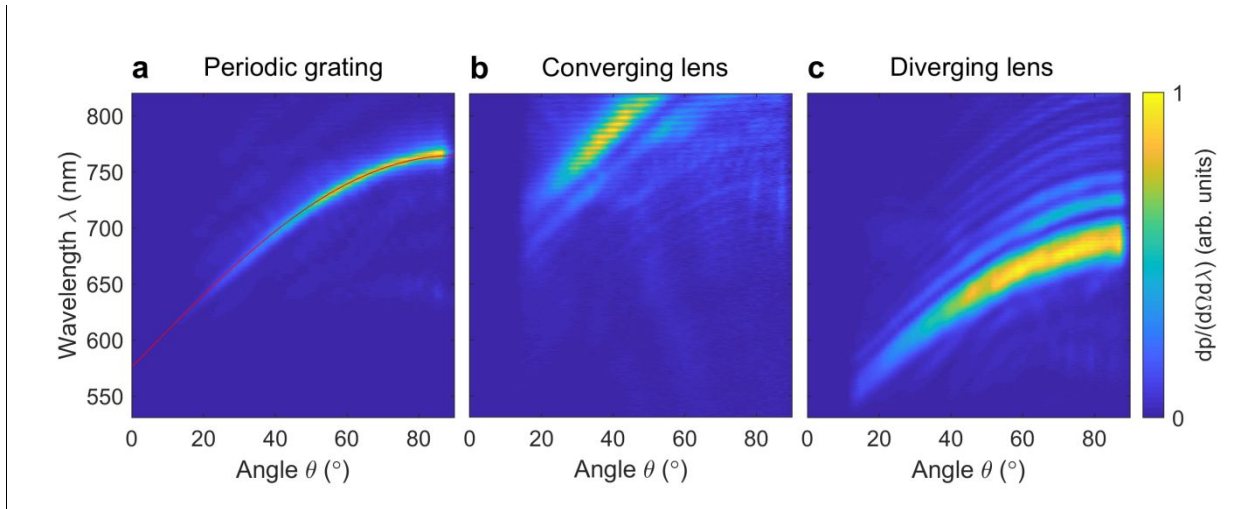 a Periodic grating
b Converging lens
c Diverging lens
Wavelength λ (nm)
800
750
700
650
600
550
0 20 40 60 80
Angle θ (°)
0 20 40 60 80
Angle θ (°)
0 20 40 60 80
Angle θ (°)
1
0
dp/(dΩdλ) (arb. units)